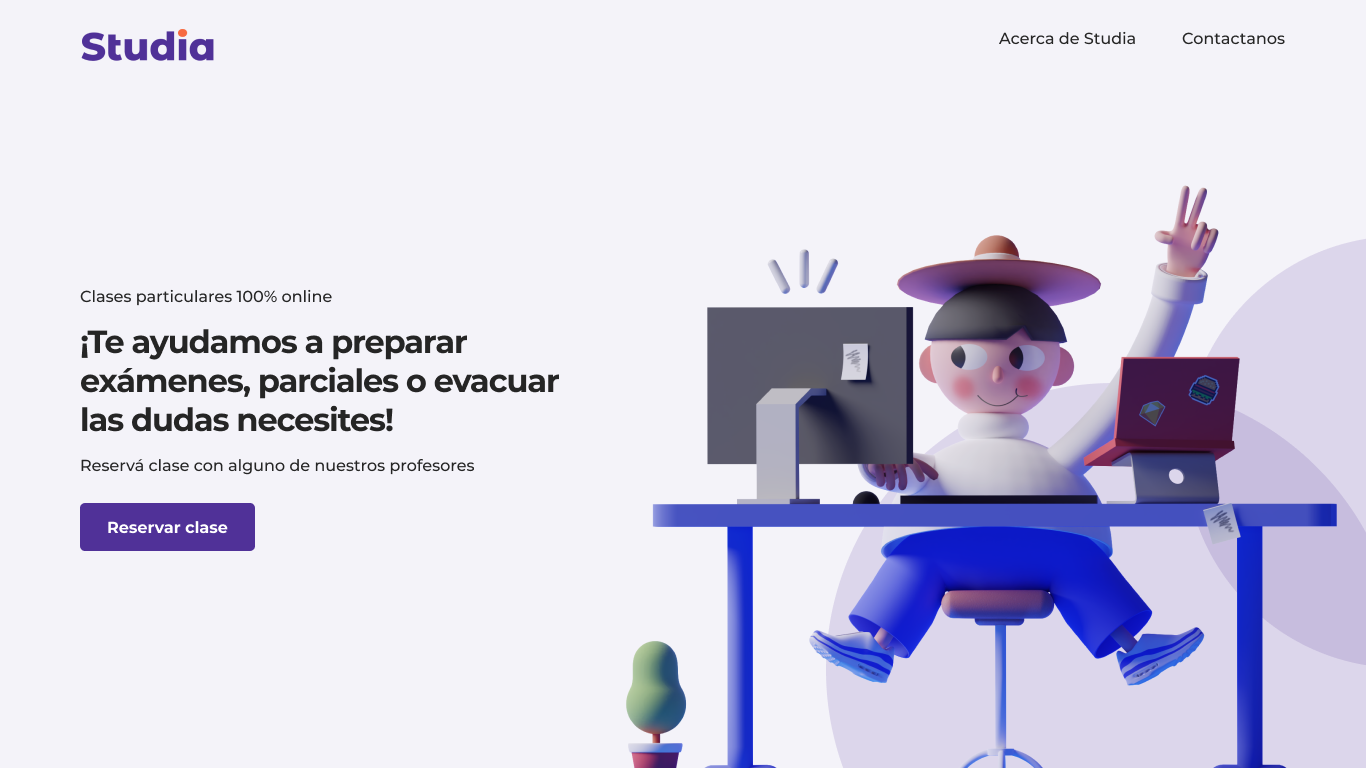 Studia
Acerca de Studia
Contactanos
Clases particulares 100% online
¡Te ayudamos a preparar
exámenes, parciales o evacuar
las dudas necesites!
Reservá clase con alguno de nuestros profesores
Reservar clase